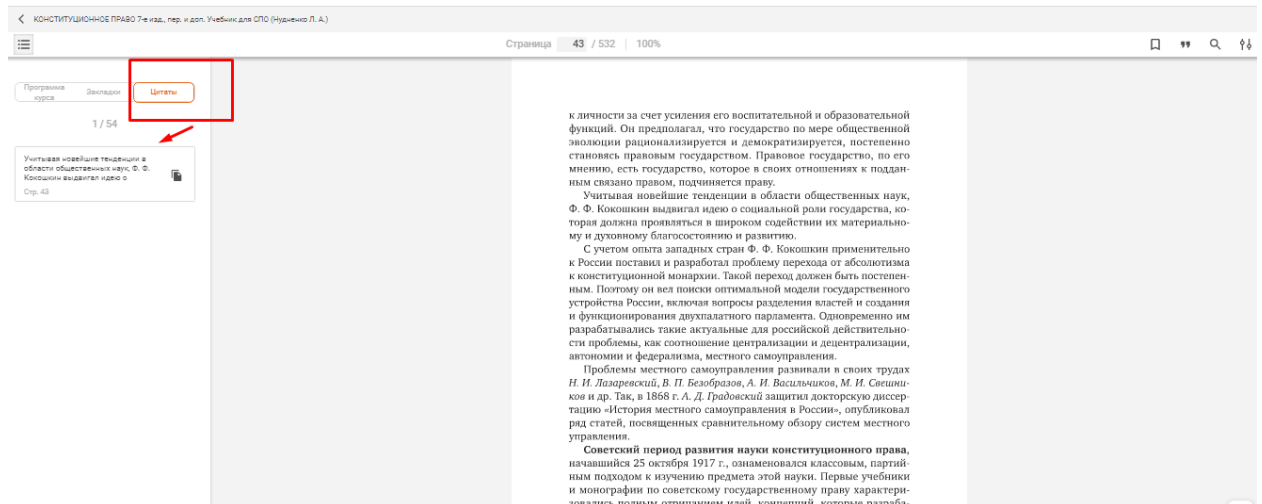 КОНСТИТУЦИОННОЕ ПРАВО 7-е изд., пер. и доп. Учебник для СПО (Нудненко Л. А.)
Страница 43 / 532 | 100%
Программа курса
Закладки
Цитаты
1 / 54
Учитывая новейшие тенденции в
области общественных наук, Ф. Ф.
Кокошкин выдвигал идею о
Стр. 43
к личности за счет усиления его воспитательной и образовательной
функций. Он предполагал, что государство по мере общественной
эволюции рационализируется и демократизируется, постепенно
становясь правовым государством. Правовое государство, по его
мнению, есть государство, которое в своих отношениях к поддан-
ным связано правом, подчиняется праву.
Учитывая новейшие тенденции в области общественных наук,
Ф. Ф. Кокошкин выдвигал идею о социальной роли государства, ко-
торая должна проявляться в широком содействии их материально-
му и духовному благосостоянию и развитию.
С учетом опыта западных стран Ф. Ф. Кокошкин применительно
к России поставил и разработал проблему перехода от абсолютизма
к конституционной монархии. Такой переход должен быть постепен-
ным. Поэтому он вел поиски оптимальной модели государственного
устройства России, включая вопросы разделения властей и создания
и функционирования двухпалатного парламента. Одновременно им
разрабатывались такие актуальные для российской действительно-
сти проблемы, как соотношение централизации и децентрализации,
автономии и федерализма, местного самоуправления.
Проблемы местного самоуправления развивали в своих трудах
Н. И. Лазаревский, В. П. Безобразов, А. И. Васильчиков, М. И. Свешни-
ков и др. Так, в 1868 г. А. Д. Градовский защитил докторскую диссер-
тацию «История местного самоуправления в России», опубликовал
ряд статей, посвященных сравнительному обзору систем местного
управления.
Советский период развития науки конституционного права,
начавшийся 25 октября 1917 г., ознаменовался классовым, партий-
ным подходом к изучению предмета этой науки. Первые учебники
и монографии по советскому государственному праву характери-
зовались полным отрицанием идей, концепций, которые разраба-